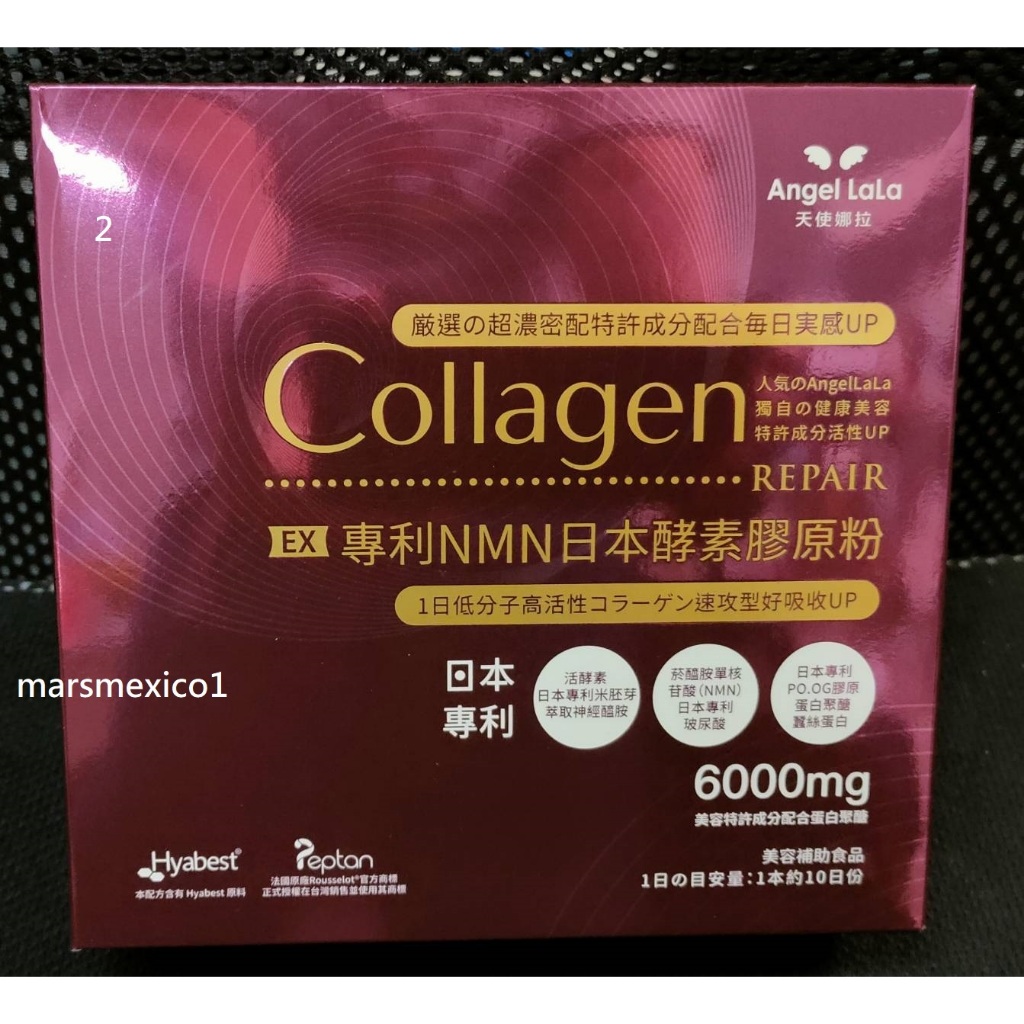 Angel LaLa
天使娜拉
2
厳選の超濃密配特許成分配合毎日実感UP
Collagen
人気のAngelLaLa
獨自の健康美容
特許成分活性UP
REPAIR
EX 專利NMN日本酵素膠原粉
1日低分子高活性コラーゲン速攻型好吸收UP
marsmexico1
日本
專利
活酵素
日本專利米胚芽
萃取神經醯胺
菸醯胺單核
苷酸(NMN)
日本專利
玻尿酸
日本專利
PO.OG膠原
蛋白聚醣
蠶絲蛋白
6000mg
美容特許成分配合蛋白聚醣
Hyabest®
本配方含有 Hyabest 原料
Peptan
法國原廠Rousselot®官方商標
正式授權在台灣銷售並使用其商標
美容補助食品
1日の目安量:1本約10日份